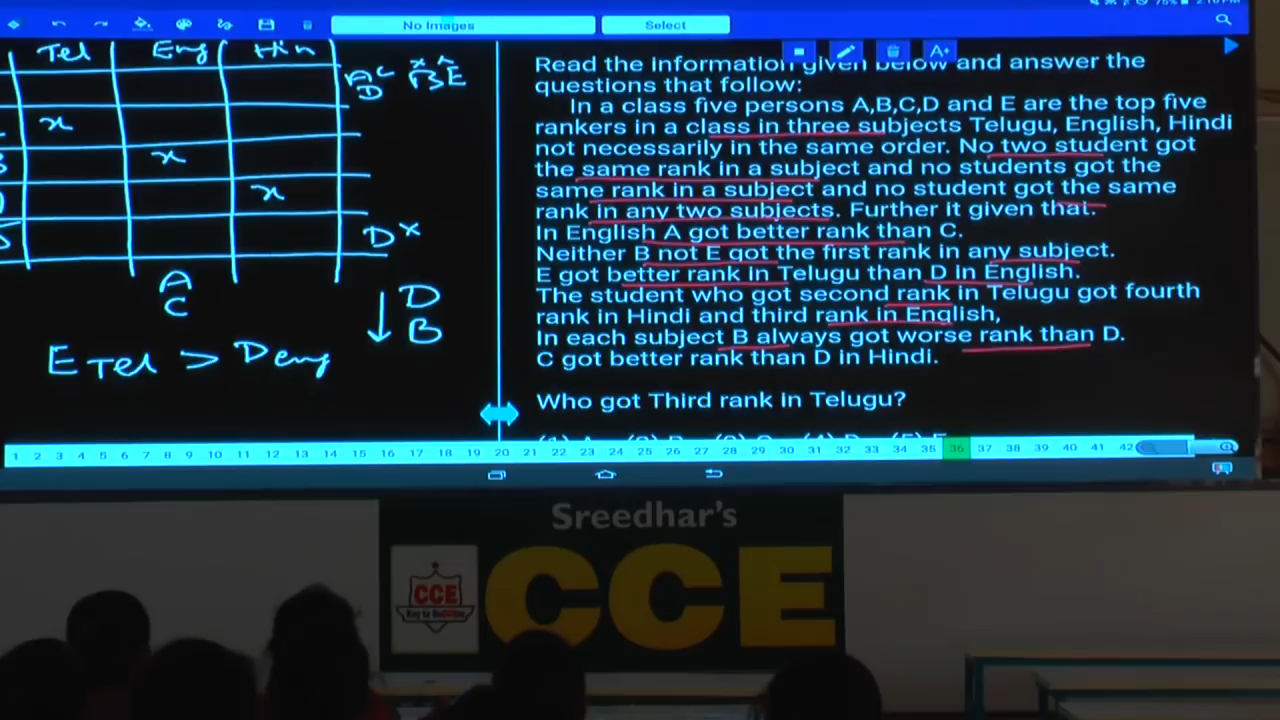 No Images Select
Tel Eng Hin
A C B E
D
x
x
x
D x
A
C
D
B
E Tel > D Eng
A+
Read the information given below and answer the
questions that follow:
In a class five persons A,B,C,D and E are the top five
rankers in a class in three subjects Telugu, English, Hindi
not necessarily in the same order. No two student got
the same rank in a subject and no students got the
same rank in a subject and no student got the same
rank in any two subjects. Further it given that.
In English A got better rank than C.
Neither B not E got the first rank in any subject.
E got better rank in Telugu than D in English.
The student who got second rank in Telugu got fourth
rank in Hindi and third rank in English,
In each subject B always got worse rank than D.
C got better rank than D in Hindi.
Who got Third rank in Telugu?
1 2 3 4 5 6 7 8 9 10 11 12 13 14 15 16 17 18 19 20 21 22 23 24 25 26 27 28 29 30 31 32 33 34 35 36 37 38 39 40 41 42
Sreedhar's
CCE
CCE